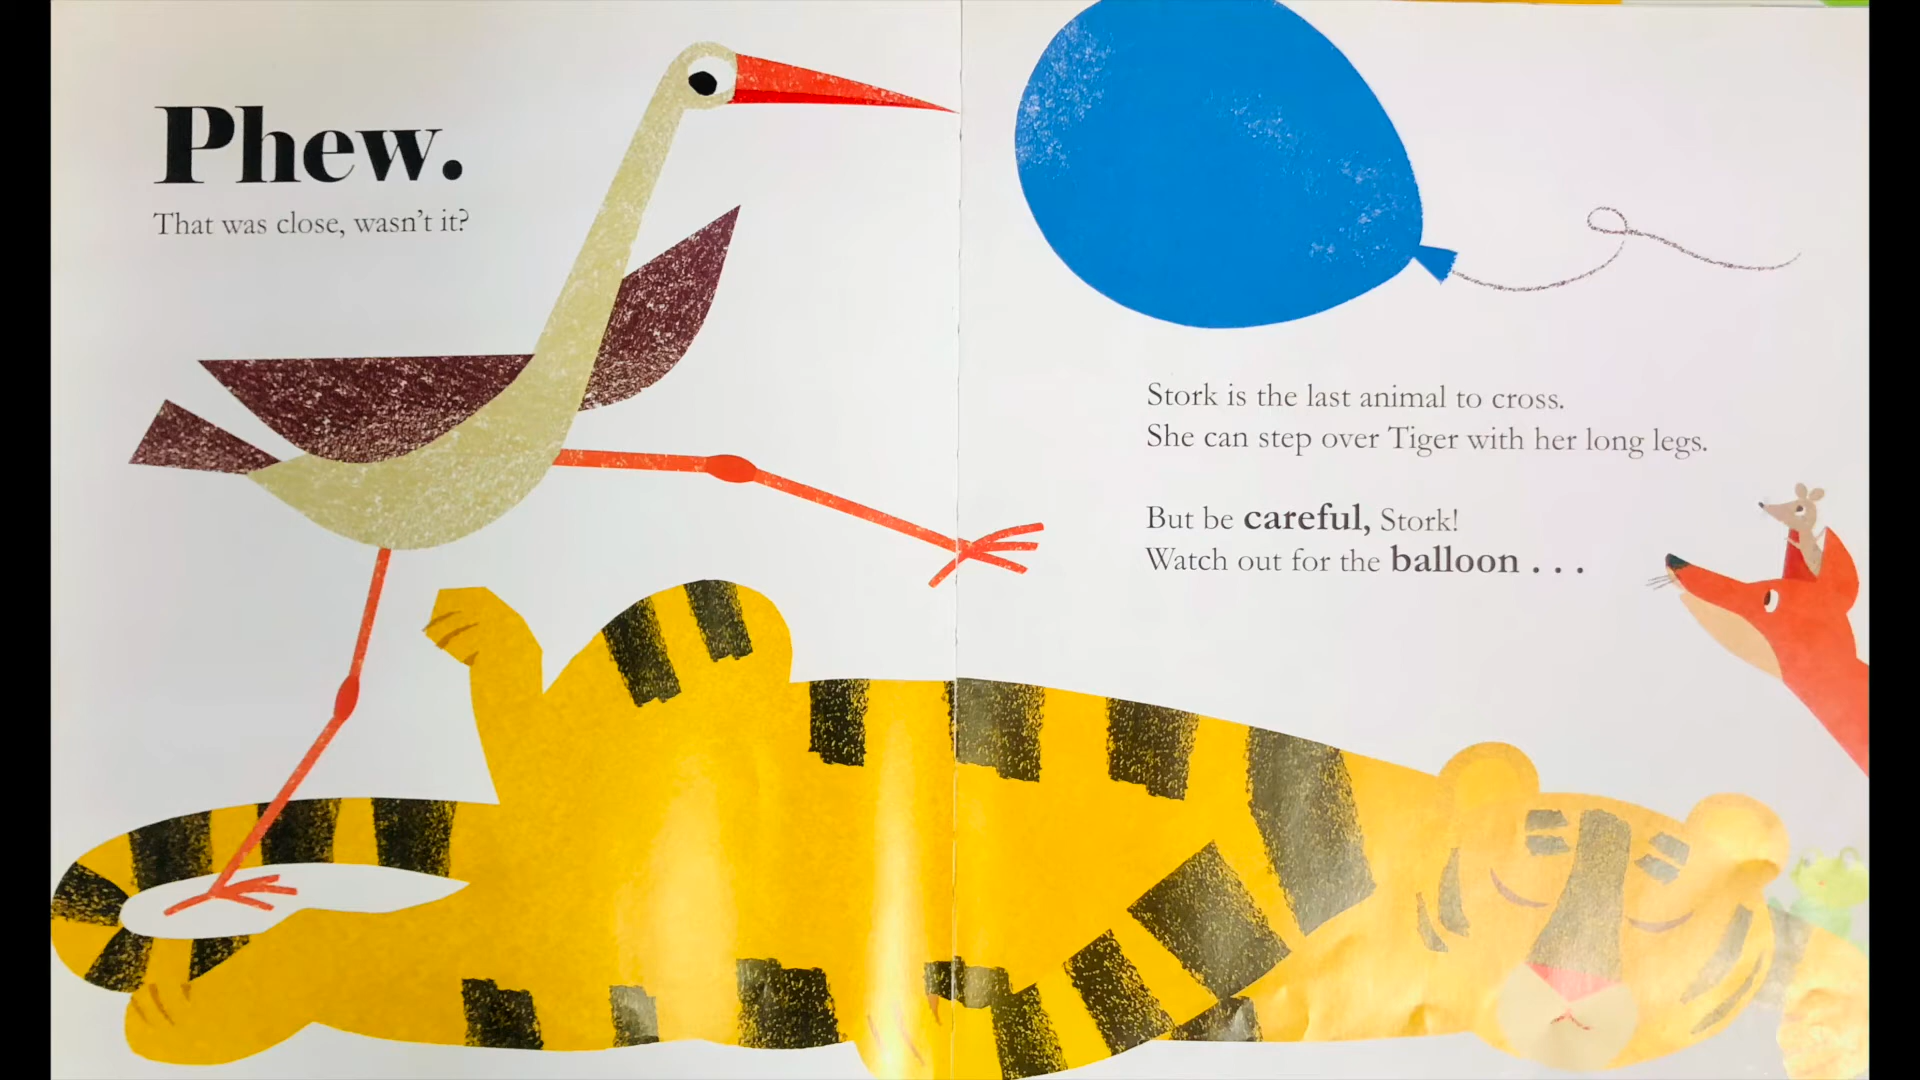 Phew.
That was close, wasn't it?
Stork is the last animal to cross.
She can step over Tiger with her long legs.
But be careful, Stork!
Watch out for the balloon . . .